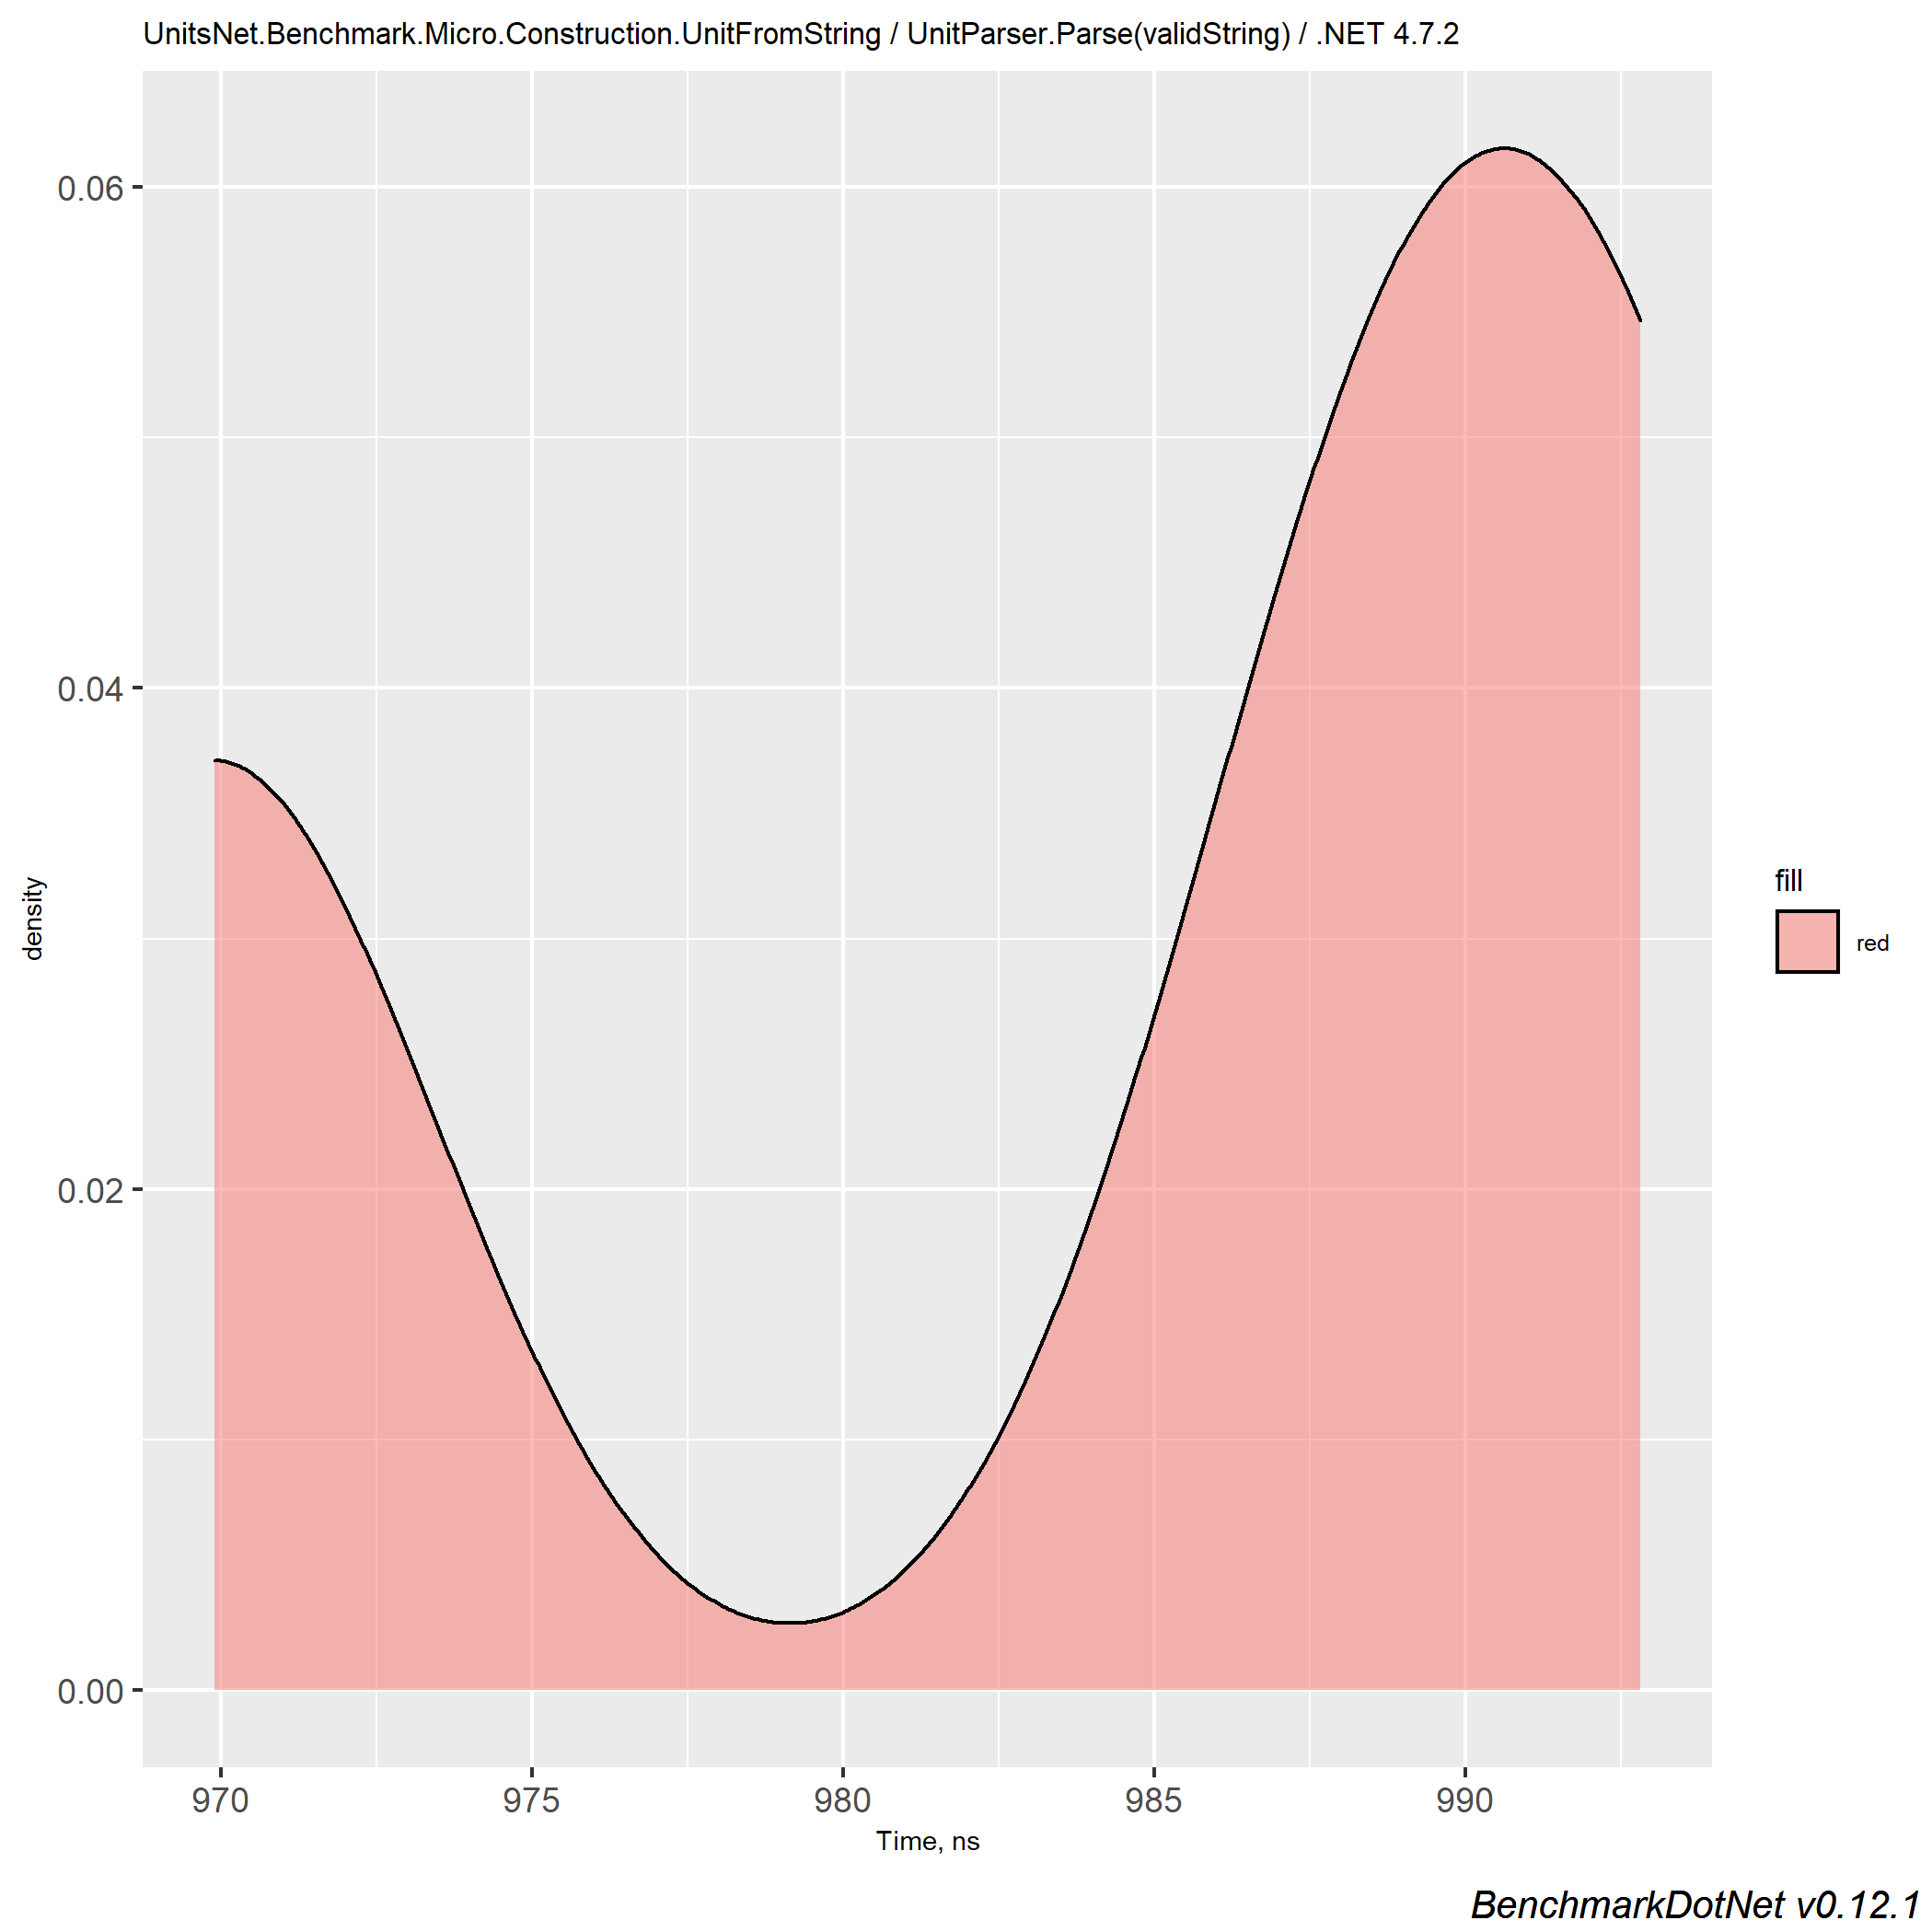 UnitsNet.Benchmark.Micro.Construction.UnitFromString / UnitParser.Parse(validString) / .NET 4.7.2
0.06
0.04
0.02
0.00
density
970 975 980 985 990
Time, ns
fill
red
BenchmarkDotNet v0.12.1